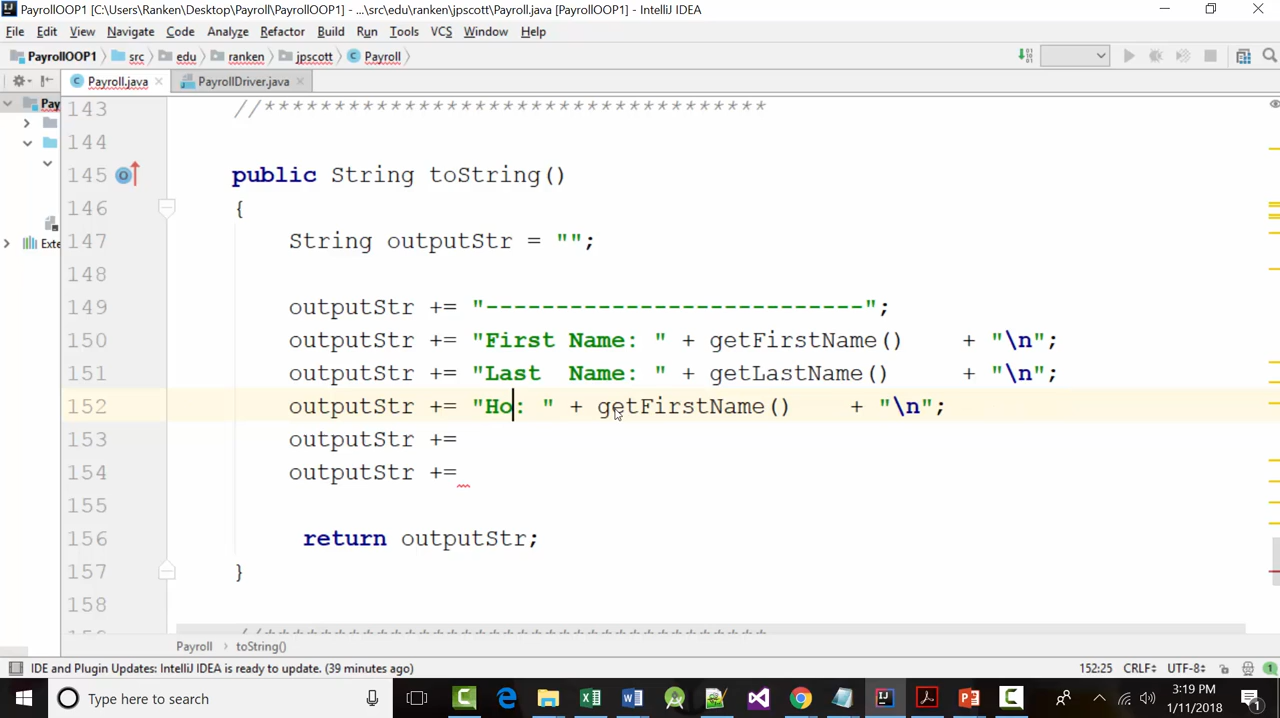 PayrollOOP1 [C:\Users\Ranken\Desktop\Payroll\PayrollOOP1] - ...\src\edu\ranken\jpscott\Payroll.java [PayrollOOP1] - IntelliJ IDEA
File Edit View Navigate Code Analyze Refactor Build Run Tools VCS Window Help
PayrollOOP1 src edu ranken jpscott Payroll
Payroll.java PayrollDriver.java
Pay
Exte
143 //************************************
144
145 public String toString()
146 {
147 String outputStr = "";
148
149 outputStr += "---------------------------";
150 outputStr += "First Name: " + getFirstName() + "\n";
151 outputStr += "Last  Name: " + getLastName() + "\n";
152 outputStr += "Ho: " + getFirstName() + "\n";
153 outputStr +=
154 outputStr +=
155
156 return outputStr;
157 }
158
Payroll toString()
IDE and Plugin Updates: IntelliJ IDEA is ready to update. (39 minutes ago) 152:25 CRLF UTF-8
Type here to search
3:19 PM
1/11/2018